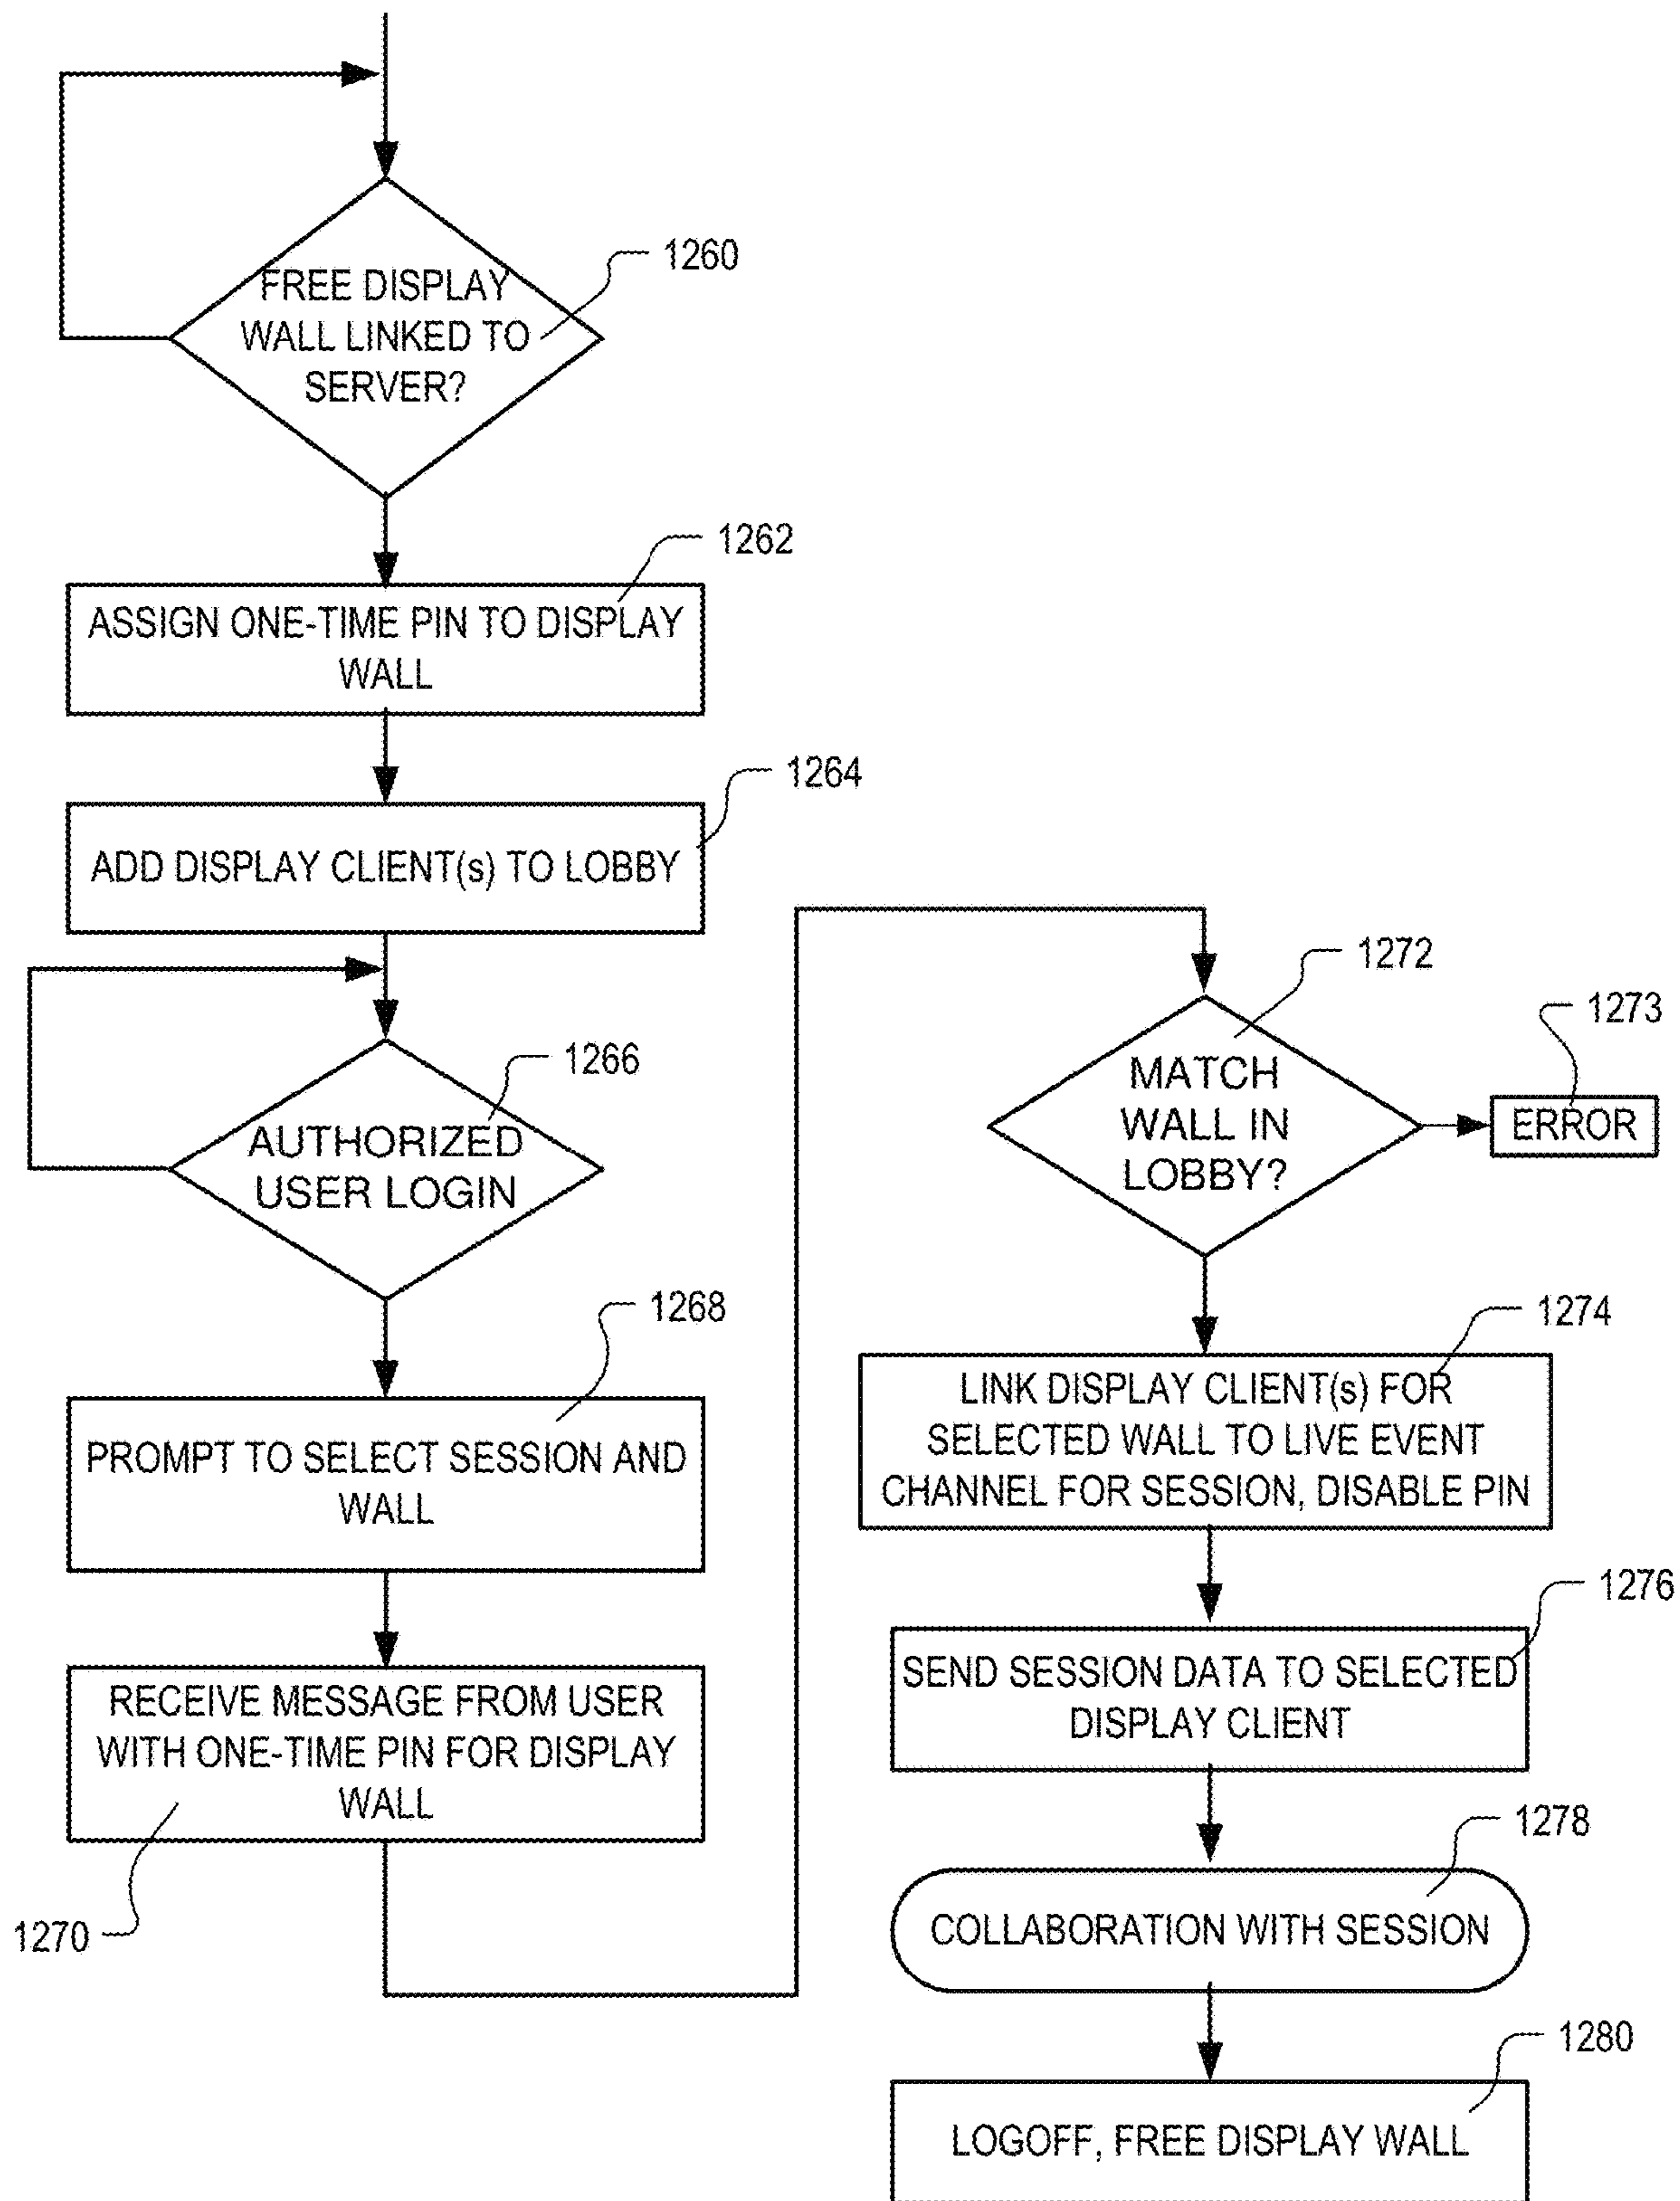 1260
FREE DISPLAY
WALL LINKED TO
SERVER?
1262
ASSIGN ONE-TIME PIN TO DISPLAY
WALL
1264
ADD DISPLAY CLIENT(s) TO LOBBY
1266
AUTHORIZED
USER LOGIN
1268
PROMPT TO SELECT SESSION AND
WALL
RECEIVE MESSAGE FROM USER
WITH ONE-TIME PIN FOR DISPLAY
WALL
1270
1272
MATCH
WALL IN
LOBBY?
1273
ERROR
1274
LINK DISPLAY CLIENT(s) FOR
SELECTED WALL TO LIVE EVENT
CHANNEL FOR SESSION, DISABLE PIN
1276
SEND SESSION DATA TO SELECTED
DISPLAY CLIENT
1278
COLLABORATION WITH SESSION
1280
LOGOFF, FREE DISPLAY WALL